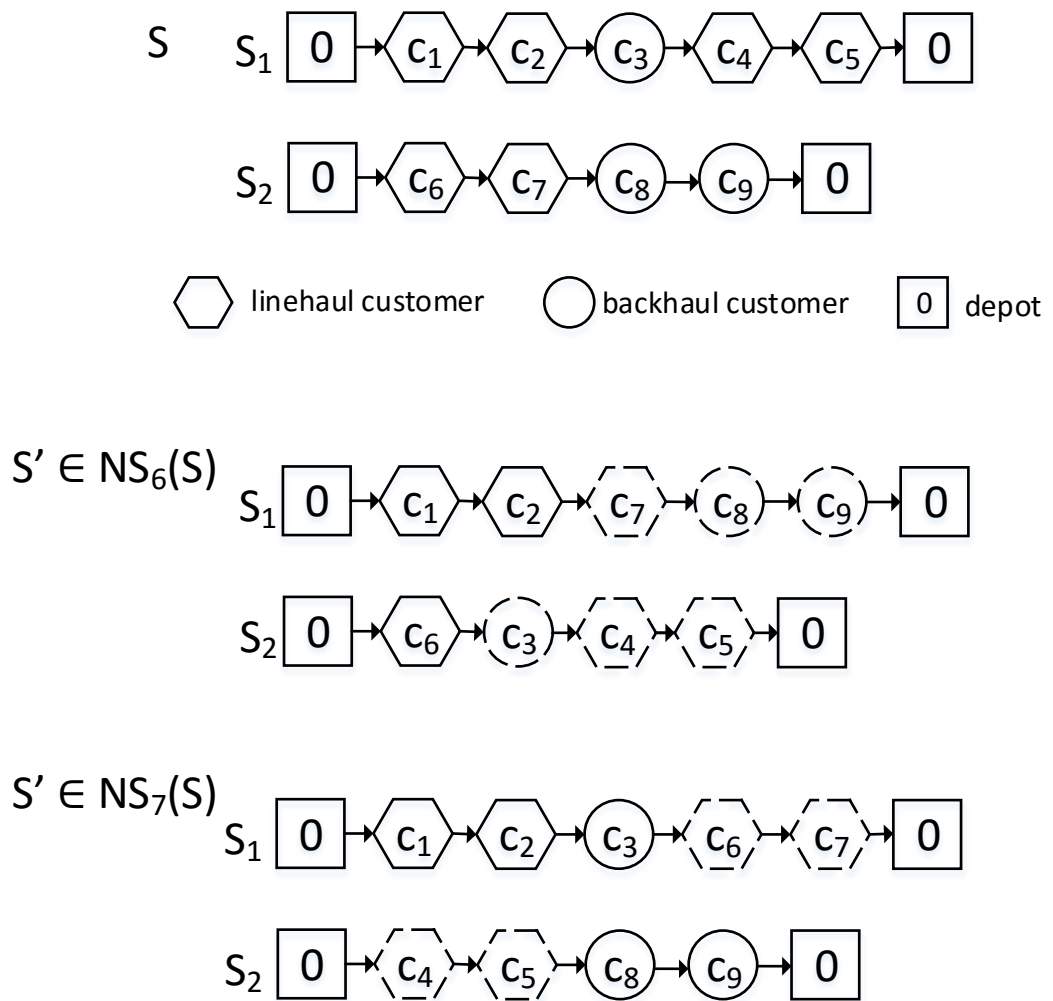 S S₁ 0 c₁ c₂ c₃ c₄ c₅ 0
S₂ 0 c₆ c₇ c₈ c₉ 0
linehaul customer backhaul customer 0 depot
S' ∈ NS₆(S)
S₁ 0 c₁ c₂ c₇ c₈ c₉ 0
S₂ 0 c₆ c₃ c₄ c₅ 0
S' ∈ NS₇(S)
S₁ 0 c₁ c₂ c₃ c₆ c₇ 0
S₂ 0 c₄ c₅ c₈ c₉ 0